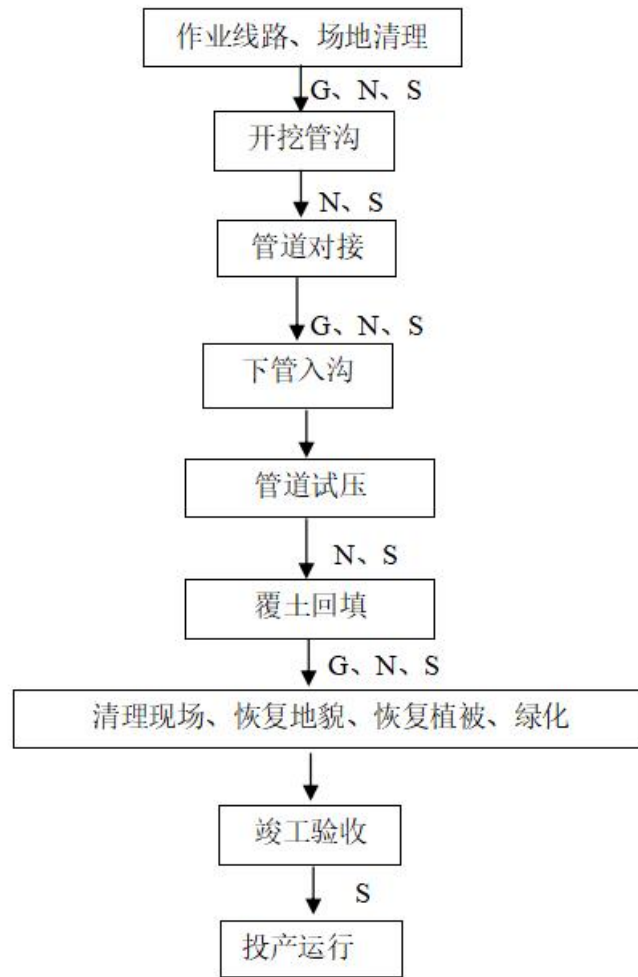 作业线路、场地清理
G、N、S
开挖管沟
N、S
管道对接
G、N、S
下管入沟
管道试压
N、S
覆土回填
G、N、S
清理现场、恢复地貌、恢复植被、绿化
竣工验收
S
投产运行